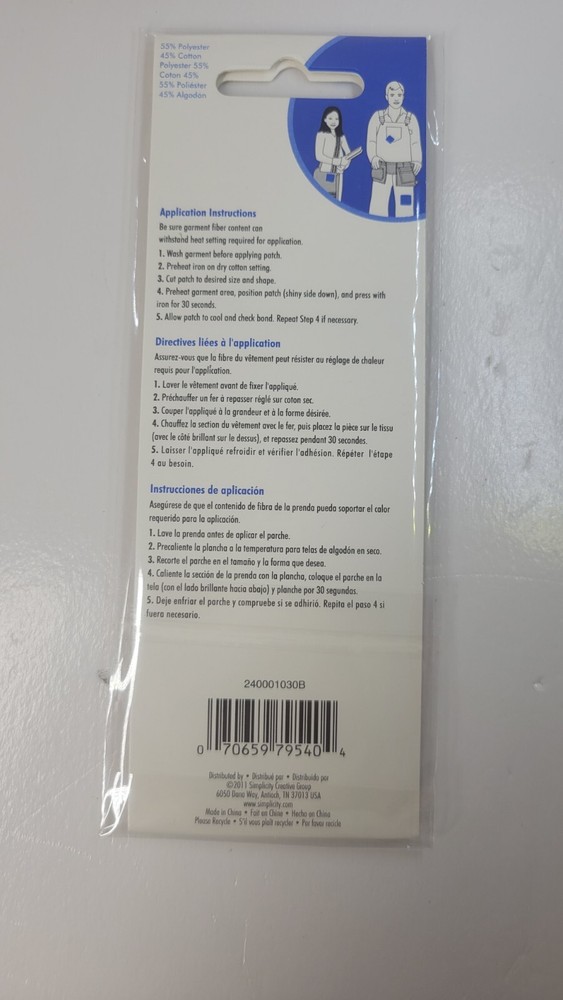 55% Polyester
45% Cotton
Polyester 55%
Coton 45%
55% Poliéster
45% Algodon
Application Instructions
Be sure garment fiber content can
withstand heat setting required for application.
1. Wash garment before applying patch.
2. Preheat iron on dry cotton setting.
3. Cut patch to desired size and shape.
4. Preheat garment area, position patch (shiny side down), and press with
iron for 30 seconds.
5. Allow patch to cool and check bond. Repeat Step 4 if necessary.
Directives liées à l'application
Assurez-vous que la fibre du vêtement peut résister au réglage de chaleur
requis pour l'application.
1. Laver le vêtement avant de fixer l'appliqué.
2. Préchauffer un fer à repasser réglé sur coton sec.
3. Couper l'appliqué à la grandeur et à la forme désirée.
4. Chauffez la section du vêtement avec le fer, puis placez la pièce sur le tissu
(avec le côté brillant sur le dessus), et repassez pendant 30 secondes.
5. Laisser l'appliqué refroidir et vérifier l'adhésion. Répéter l'étape
4 au besoin.
Instrucciones de aplicación
Asegúrese de que el contenido de fibra de la prenda pueda soportar el calor
requerido para la aplicación.
1. Lave la prenda antes de aplicar el parche.
2. Precaliente la plancha a la temperatura para telas de algodón en seco.
3. Recorte el parche en el tamaño y la forma que desea.
4. Caliente la sección de la prenda con la plancha, coloque el parche en la
tela (con el lado brillante hacia abajo) y planche por 30 segundos.
5. Deje enfriar el parche y compruebe si se adhirió. Repita el paso 4 si
fuera necesario.
240001030B
0 70659 79540 4
Distributed by • Distribué par • Distribuido por
©2011 Simplicity Creative Group
6050 Dana Way, Antioch, TN 37013 USA
www.simplicity.com
Made in China • Fait en Chine • Hecho en China
Please Recycle • S'il vous plaît recycler • Por favor recicle